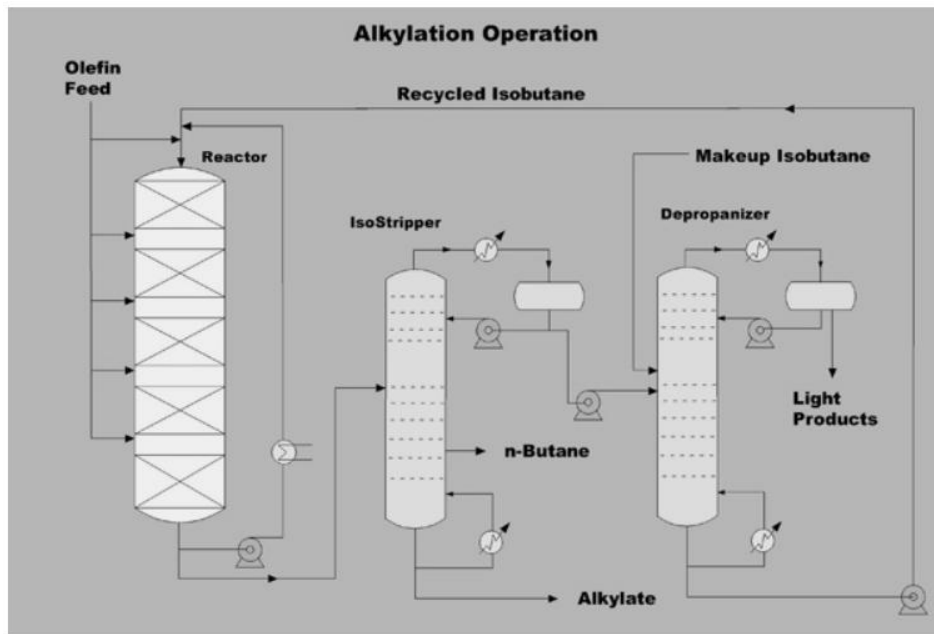 Alkylation Operation
Olefin
Feed
Recycled Isobutane
Reactor
Makeup Isobutane
IsoStripper
Depropanizer
Light
Products
n-Butane
Alkylate